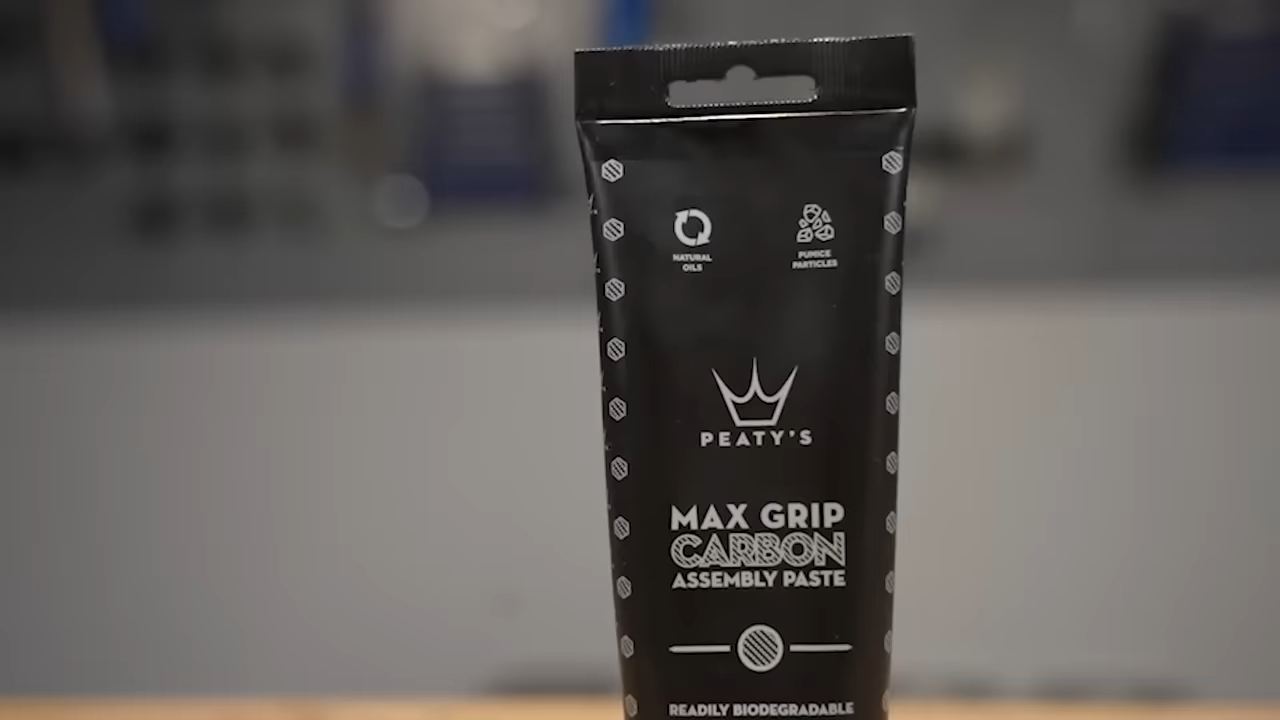 NATURAL
OILS
PUMICE
PARTICLES
PEATY'S
MAX GRIP
CARBON
ASSEMBLY PASTE
READILY BIODEGRADABLE